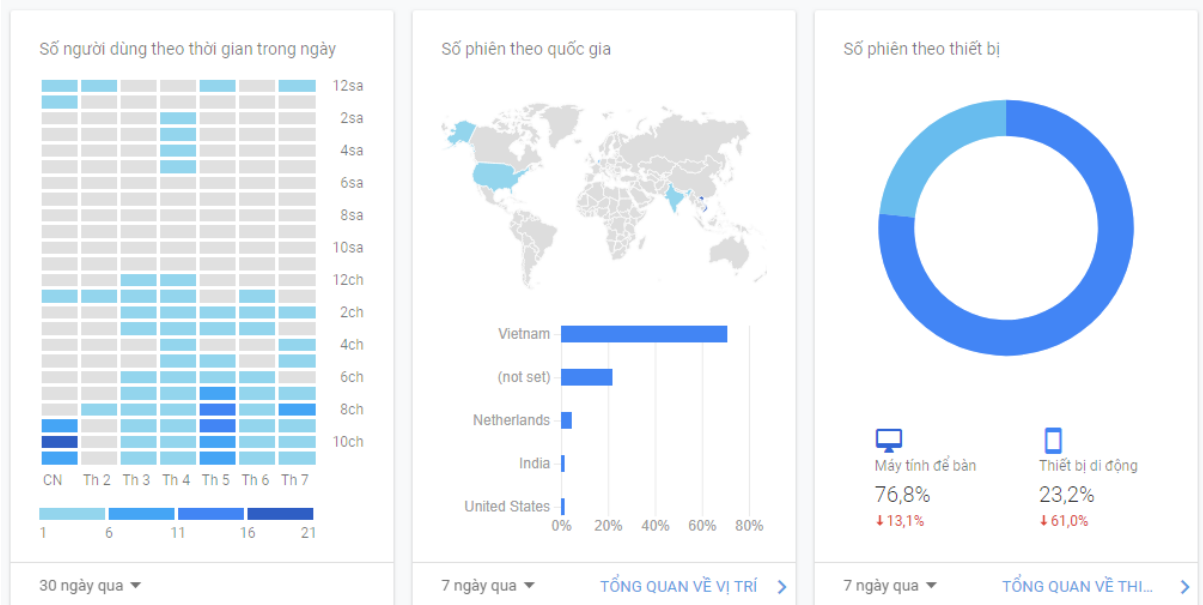 Số người dùng theo thời gian trong ngày
12sa
2sa
4sa
6sa
8sa
10sa
12ch
2ch
4ch
6ch
8ch
10ch
CN Th 2 Th 3 Th 4 Th 5 Th 6 Th 7
1 6 11 16 21
30 ngày qua
Số phiên theo quốc gia
Vietnam
(not set)
Netherlands
India
United States
0% 20% 40% 60% 80%
7 ngày qua TỔNG QUAN VỀ VỊ TRÍ
Số phiên theo thiết bị
Máy tính để bàn Thiết bị di động
76,8% 23,2%
13,1% 61,0%
7 ngày qua TỔNG QUAN VỀ THI...